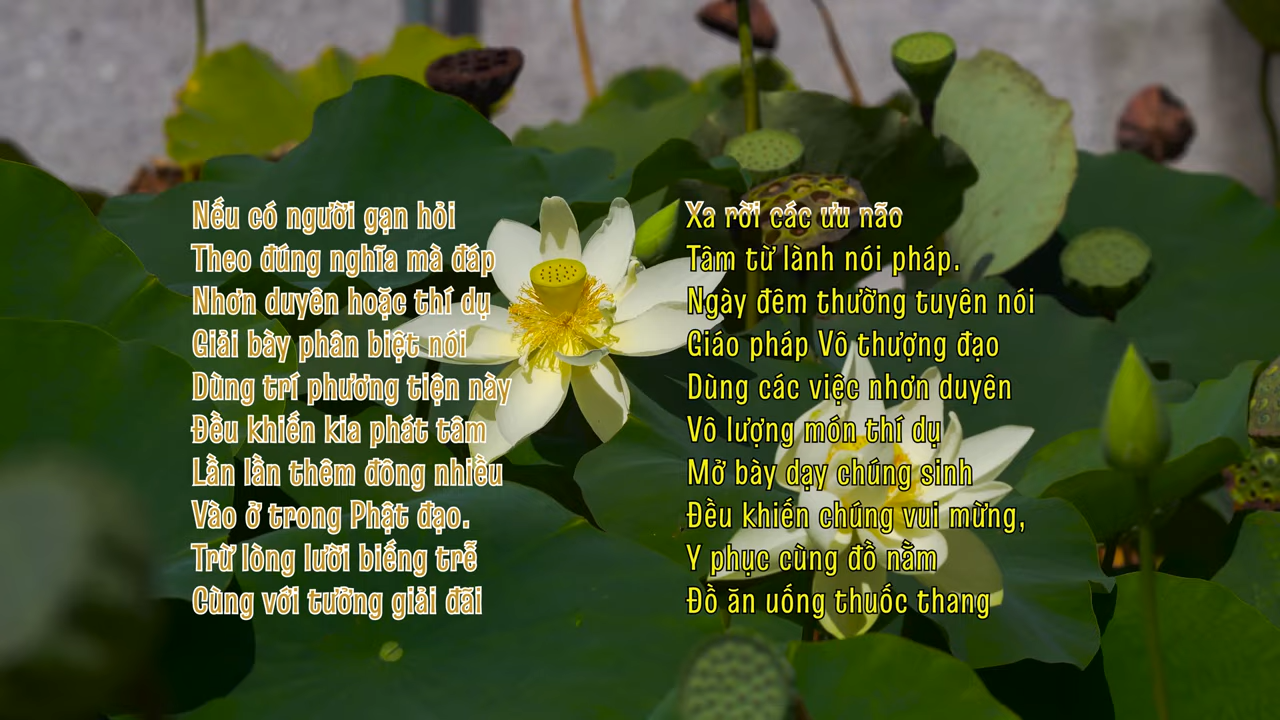 Nếu có người gạn hỏi
Theo đúng nghĩa mà đáp
Nhơn duyên hoặc thí dụ
Giải bày phân biệt nói
Dùng trí phương tiện này
Đều khiến kia phát tâm
Lần lần thêm đông nhiều
Vào ở trong Phật đạo.
Trừ lòng lười biếng trễ
Cùng với tưởng giải đãi
Xa rời các ưu não
Tâm từ lành nói pháp.
Ngày đêm thường tuyên nói
Giáo pháp Vô thượng đạo
Dùng các việc nhơn duyên
Vô lượng món thí dụ
Mở bày dạy chúng sinh
Đều khiến chúng vui mừng,
Y phục cùng đồ nằm
Đồ ăn uống thuốc thang